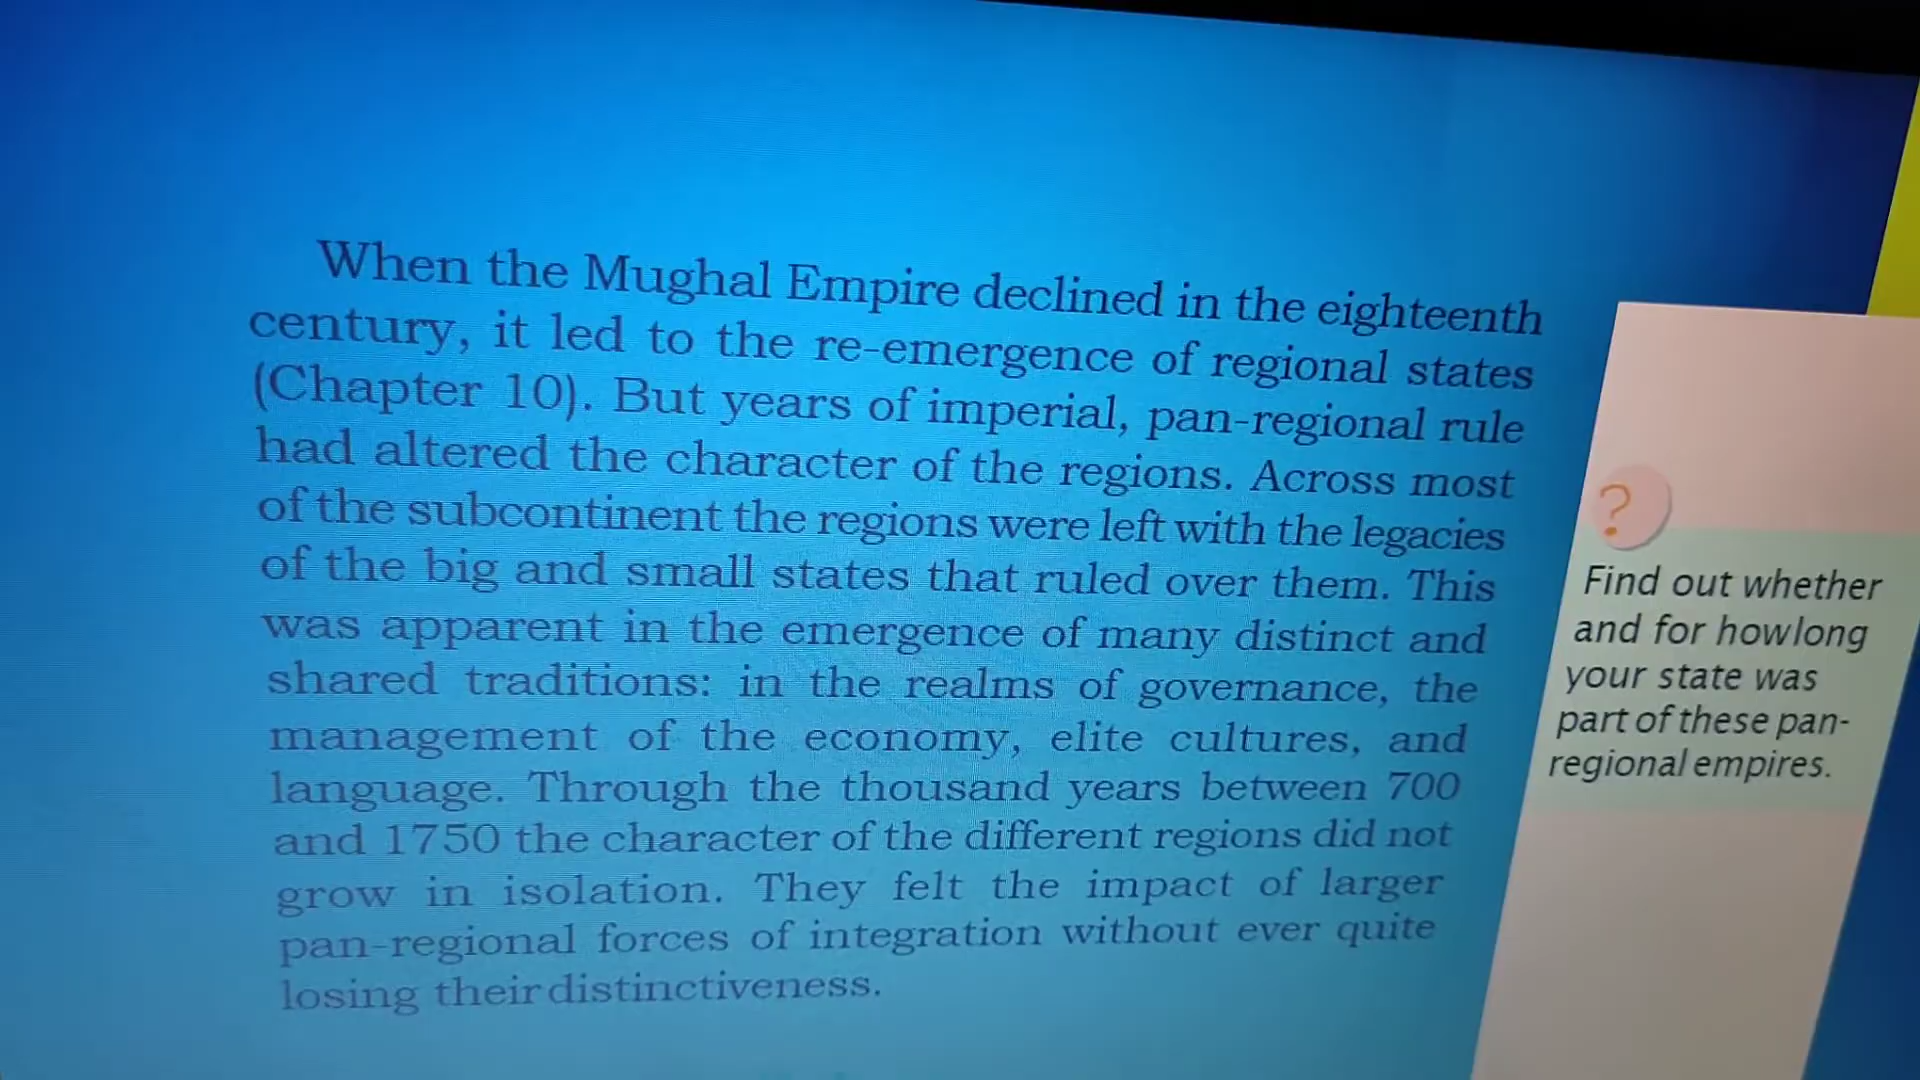 When the Mughal Empire declined in the eighteenth
century, it led to the re-emergence of regional states
(Chapter 10). But years of imperial, pan-regional rule
had altered the character of the regions. Across most
of the subcontinent the regions were left with the legacies
of the big and small states that ruled over them. This
was apparent in the emergence of many distinct and
shared traditions: in the realms of governance, the
management of the economy, elite cultures, and
language. Through the thousand years between 700
and 1750 the character of the different regions did not
grow in isolation. They felt the impact of larger
pan-regional forces of integration without ever quite
losing their distinctiveness.
?
Find out whether
and for how long
your state was
part of these pan-
regional empires.